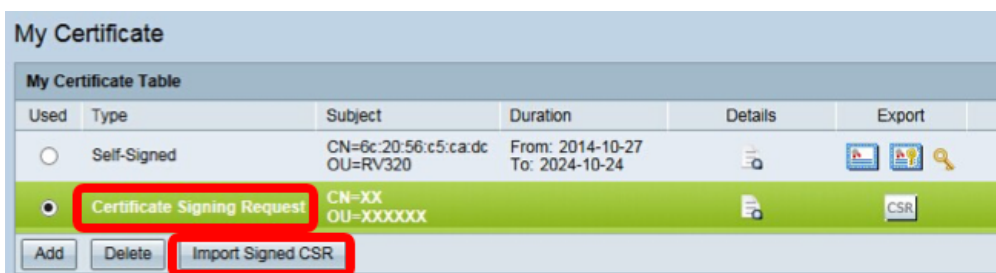 My Certificate
My Certificate Table
Used Type Subject Duration Details Export
Self-Signed CN=6c:20:56:c5:ca:dc From: 2014-10-27
OU=RV320 To: 2024-10-24
Certificate Signing Request CN=XX CSR
OU=XXXXXX
Add Delete Import Signed CSR